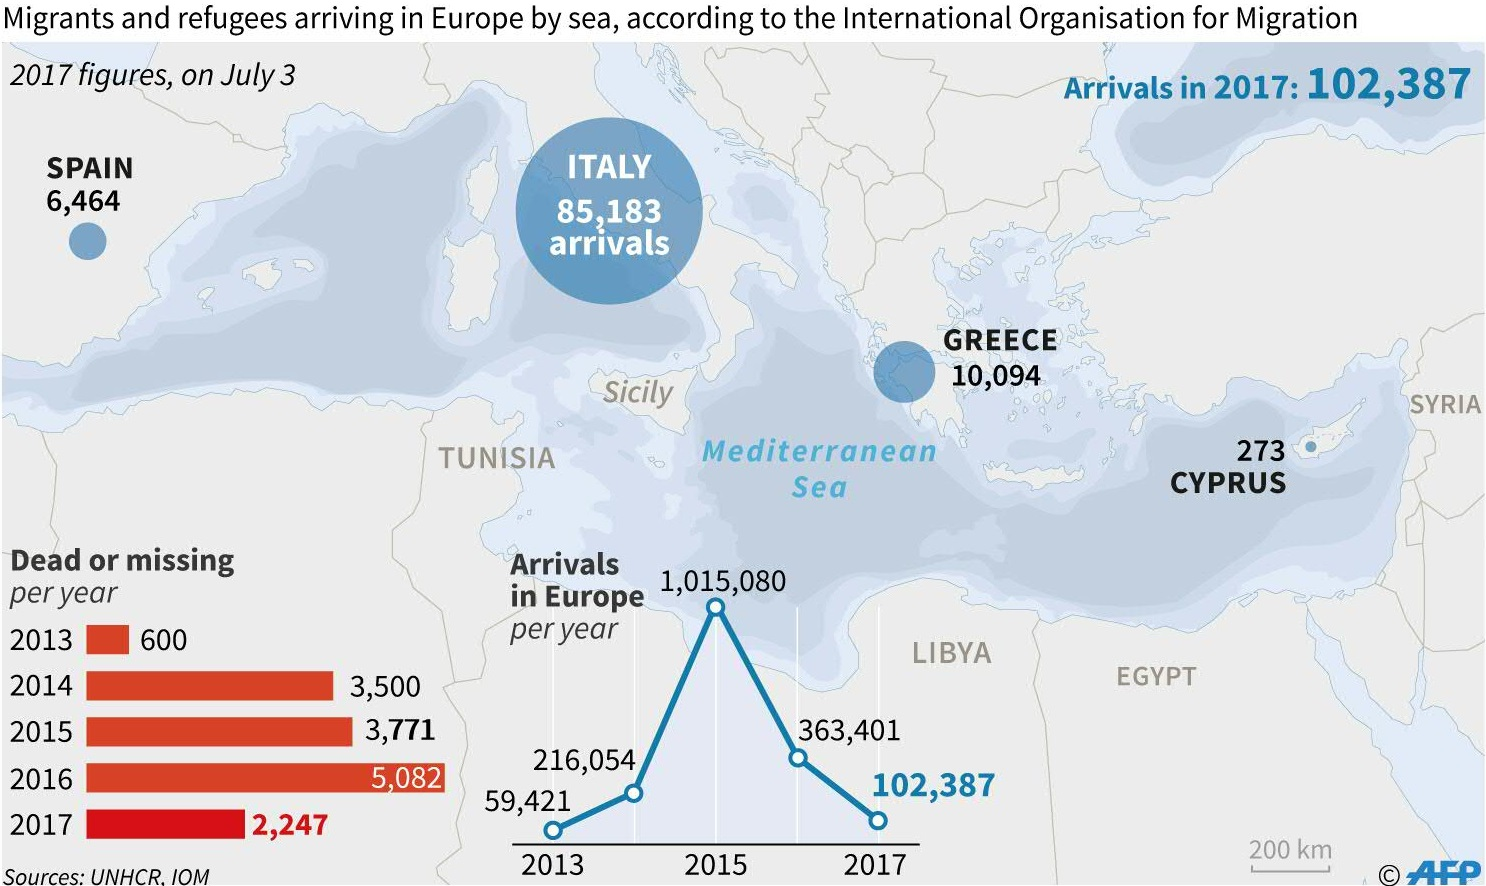 Migrants and refugees arriving in Europe by sea, according to the International Organisation for Migration
2017 figures, on July 3
Arrivals in 2017: 102,387
SPAIN
6,464
ITALY
85,183
arrivals
GREECE
10,094
Sicily
SYRIA
TUNISIA
Mediterranean
Sea
273
CYPRUS
LIBYA
EGYPT
Dead or missing
per year
2013 600
2014 3,500
2015 3,771
2016 5,082
2017 2,247
Arrivals
in Europe
per year
1,015,080
363,401
216,054
102,387
59,421
2013 2015 2017
200 km
Sources: UNHCR, IOM
© AFP